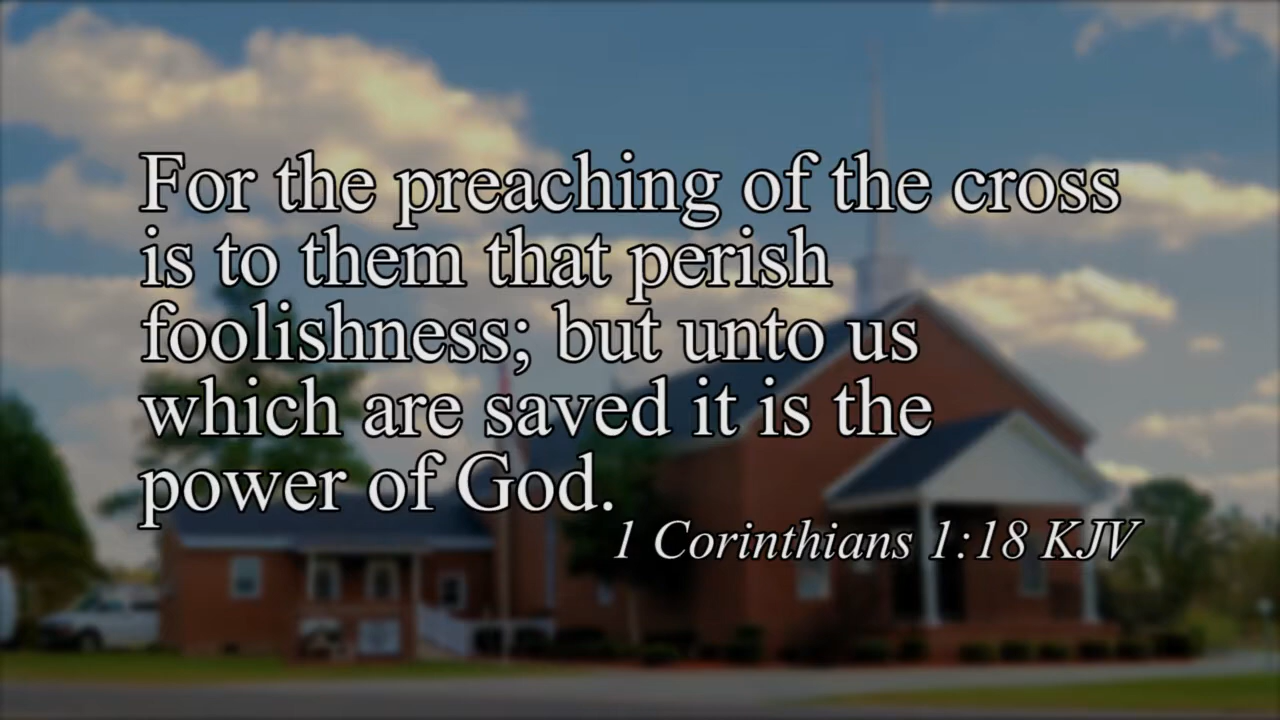 For the preaching of the cross
is to them that perish
foolishness; but unto us
which are saved it is the
power of God.
1 Corinthians 1:18 KJV